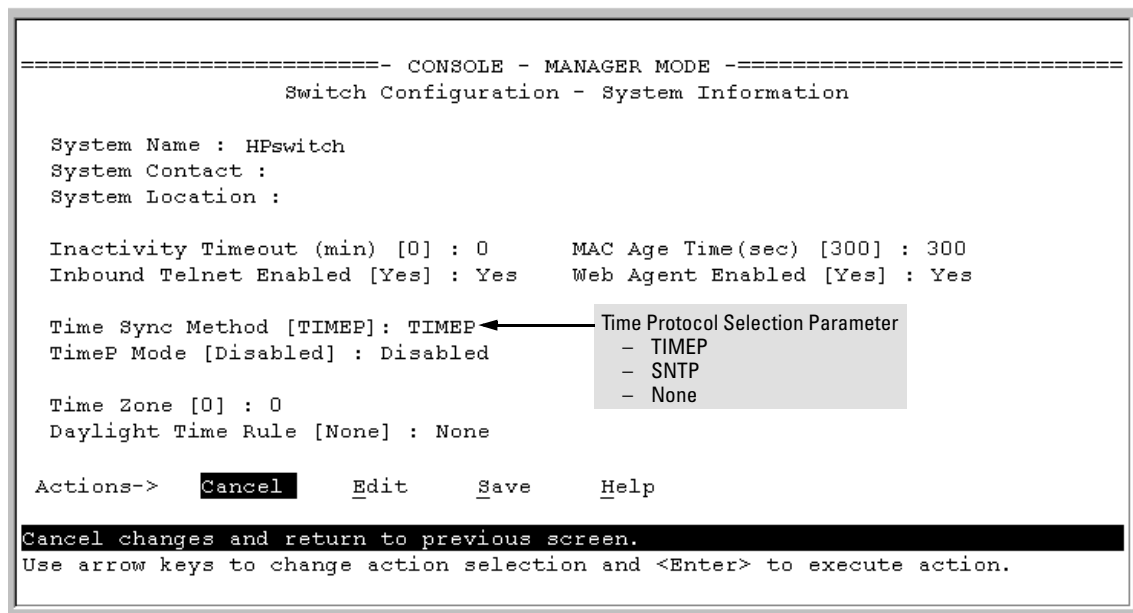 ===========================- CONSOLE - MANAGER MODE -============================
Switch Configuration - System Information
System Name : HPswitch
System Contact :
System Location :
Inactivity Timeout (min) [0] : 0 MAC Age Time(sec) [300] : 300
Inbound Telnet Enabled [Yes] : Yes Web Agent Enabled [Yes] : Yes
Time Sync Method [TIMEP]: TIMEP
TimeP Mode [Disabled] : Disabled
Time Protocol Selection Parameter
– TIMEP
– SNTP
– None
Time Zone [0] : 0
Daylight Time Rule [None] : None
Actions-> Cancel Edit Save Help
Cancel changes and return to previous screen.
Use arrow keys to change action selection and <Enter> to execute action.